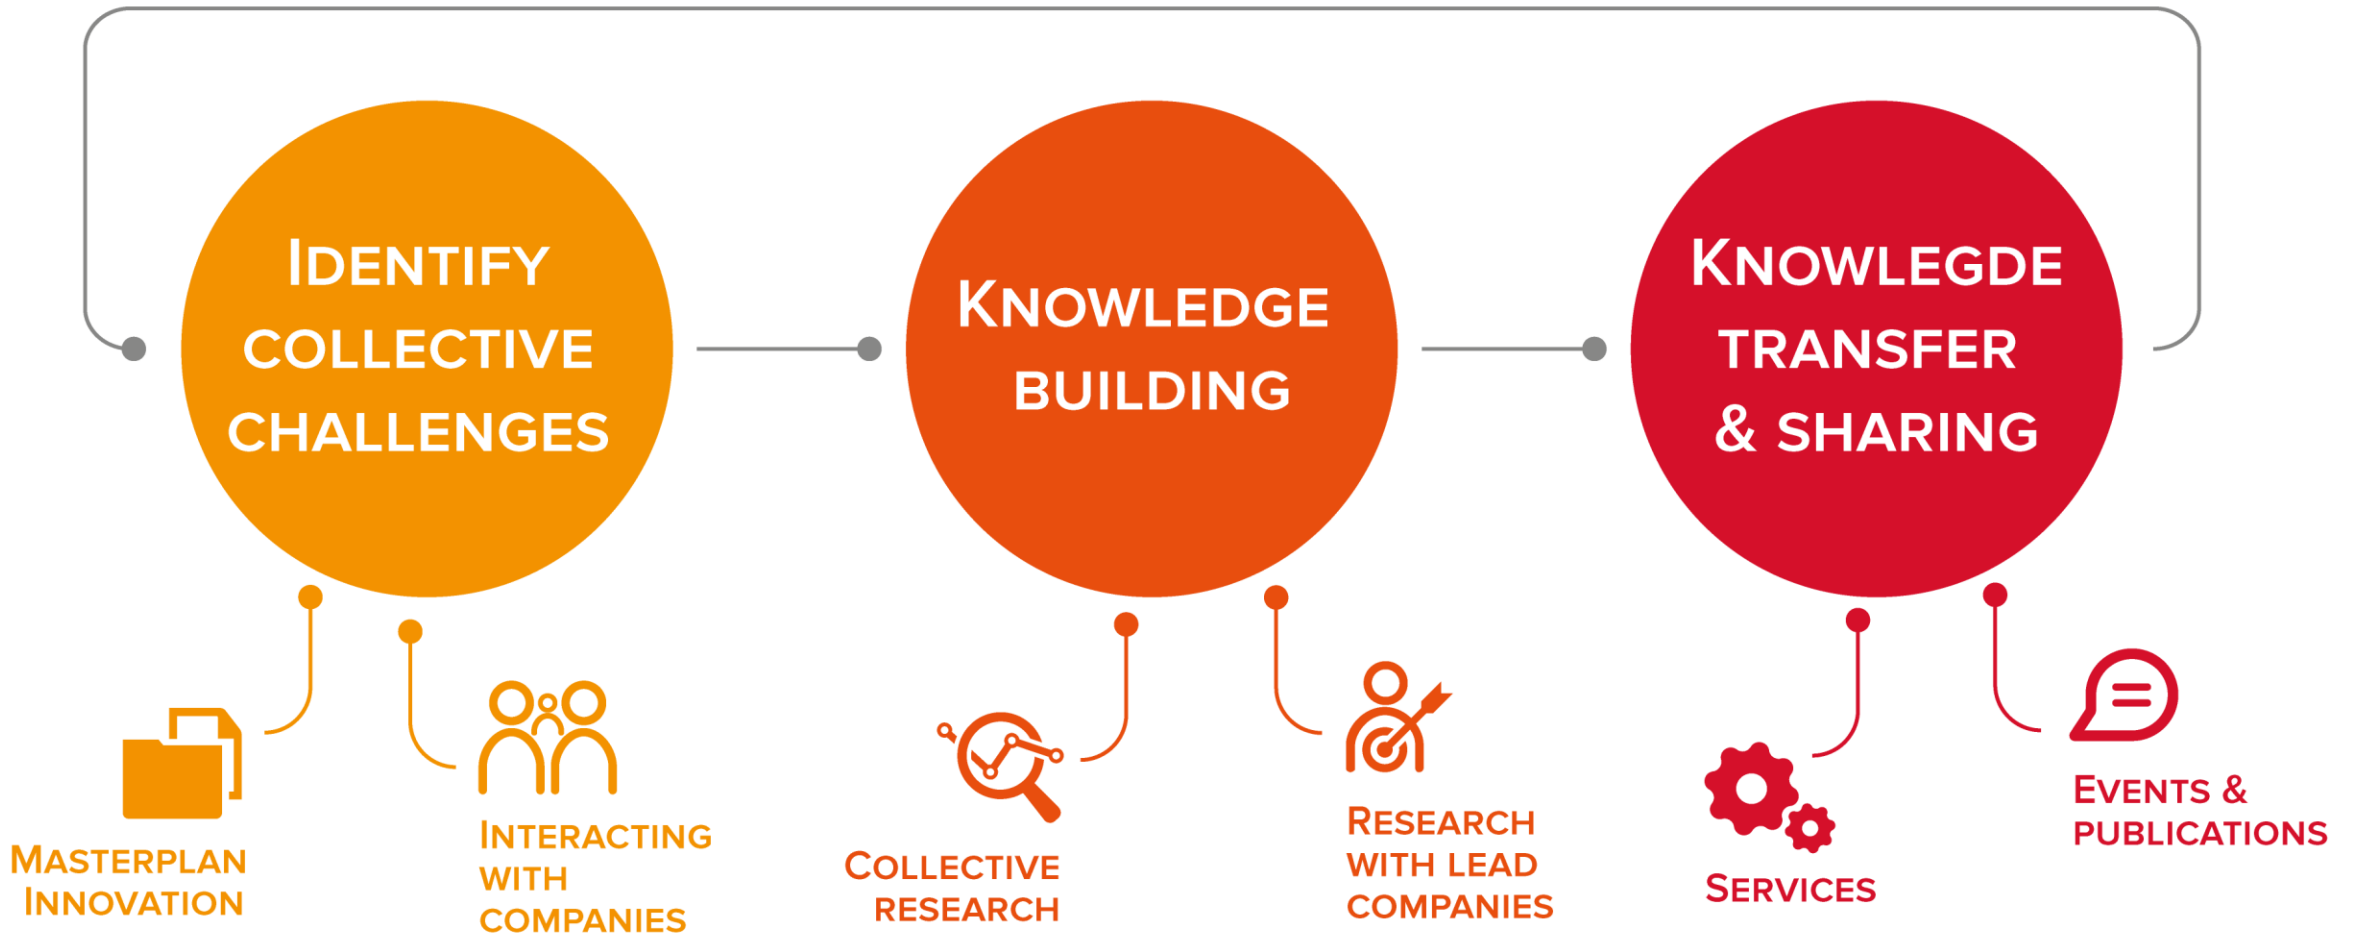 Identify
collective
challenges
Knowledge
building
Knowlegde
transfer
& sharing
Masterplan
Innovation
Interacting
with
companies
Collective
research
Research
with lead
companies
Services
Events &
publications